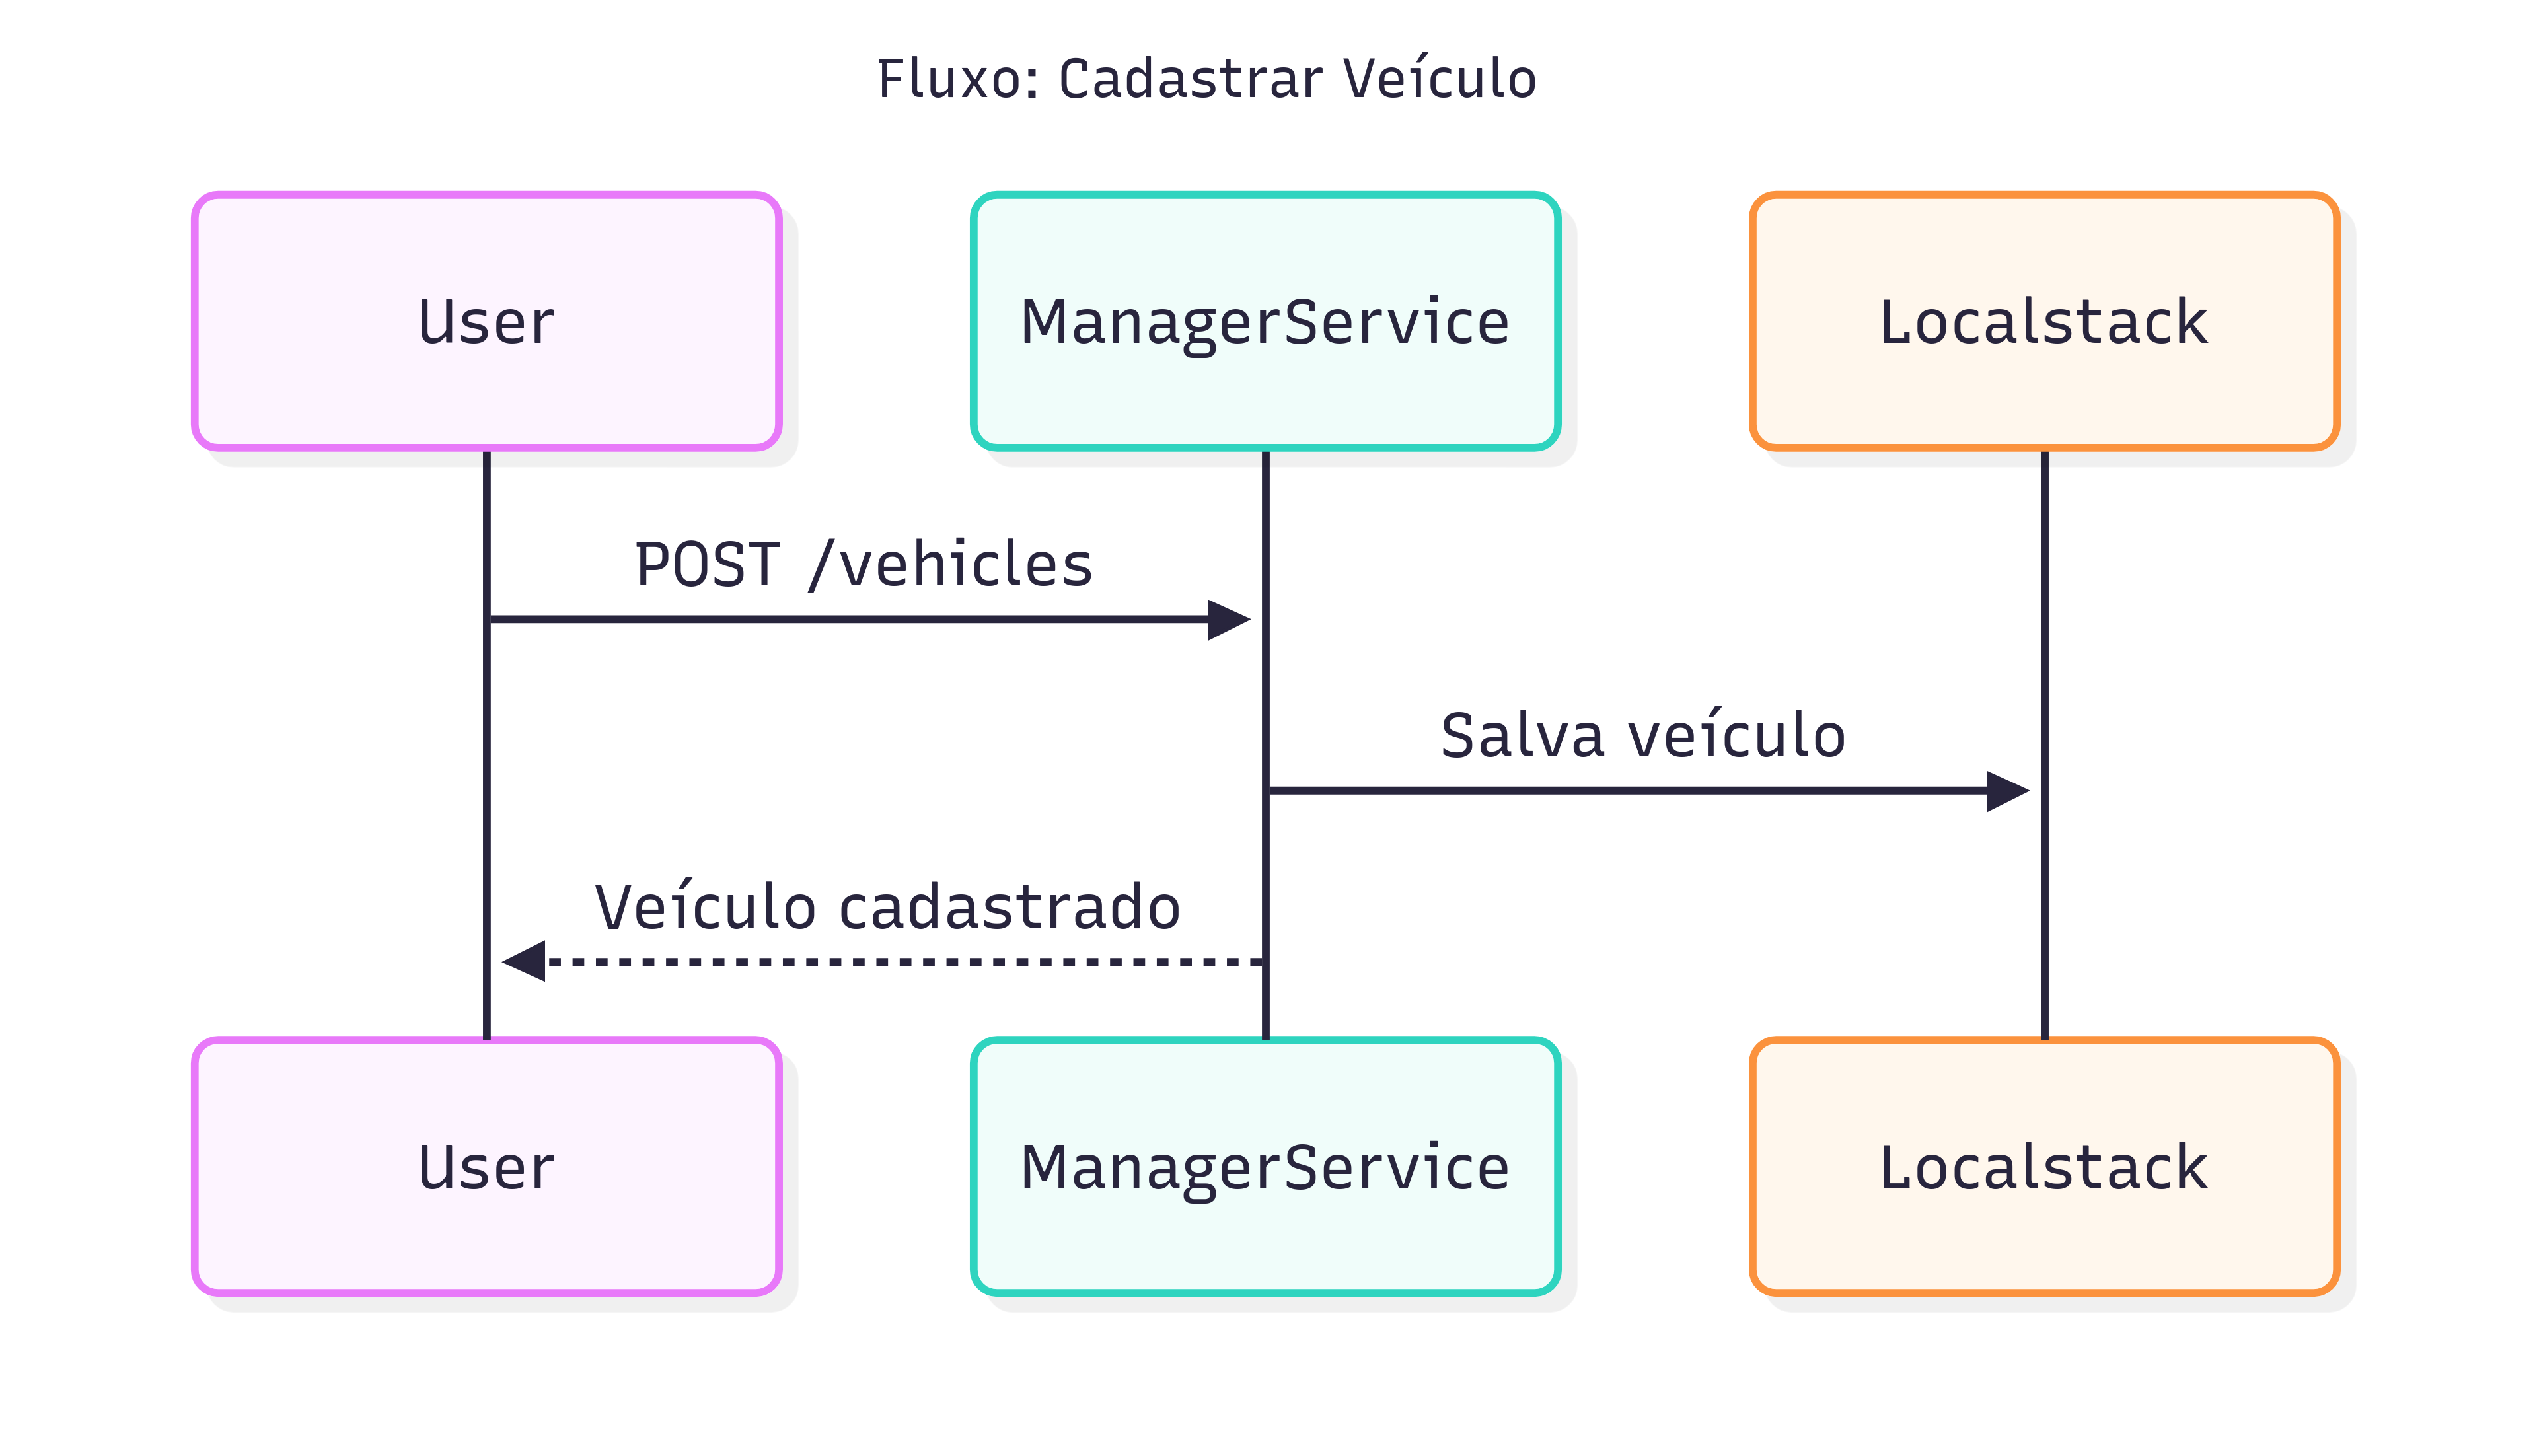 Fluxo: Cadastrar Veículo
User
ManagerService
Localstack
POST /vehicles
Salva veículo
Veículo cadastrado
User
ManagerService
Localstack